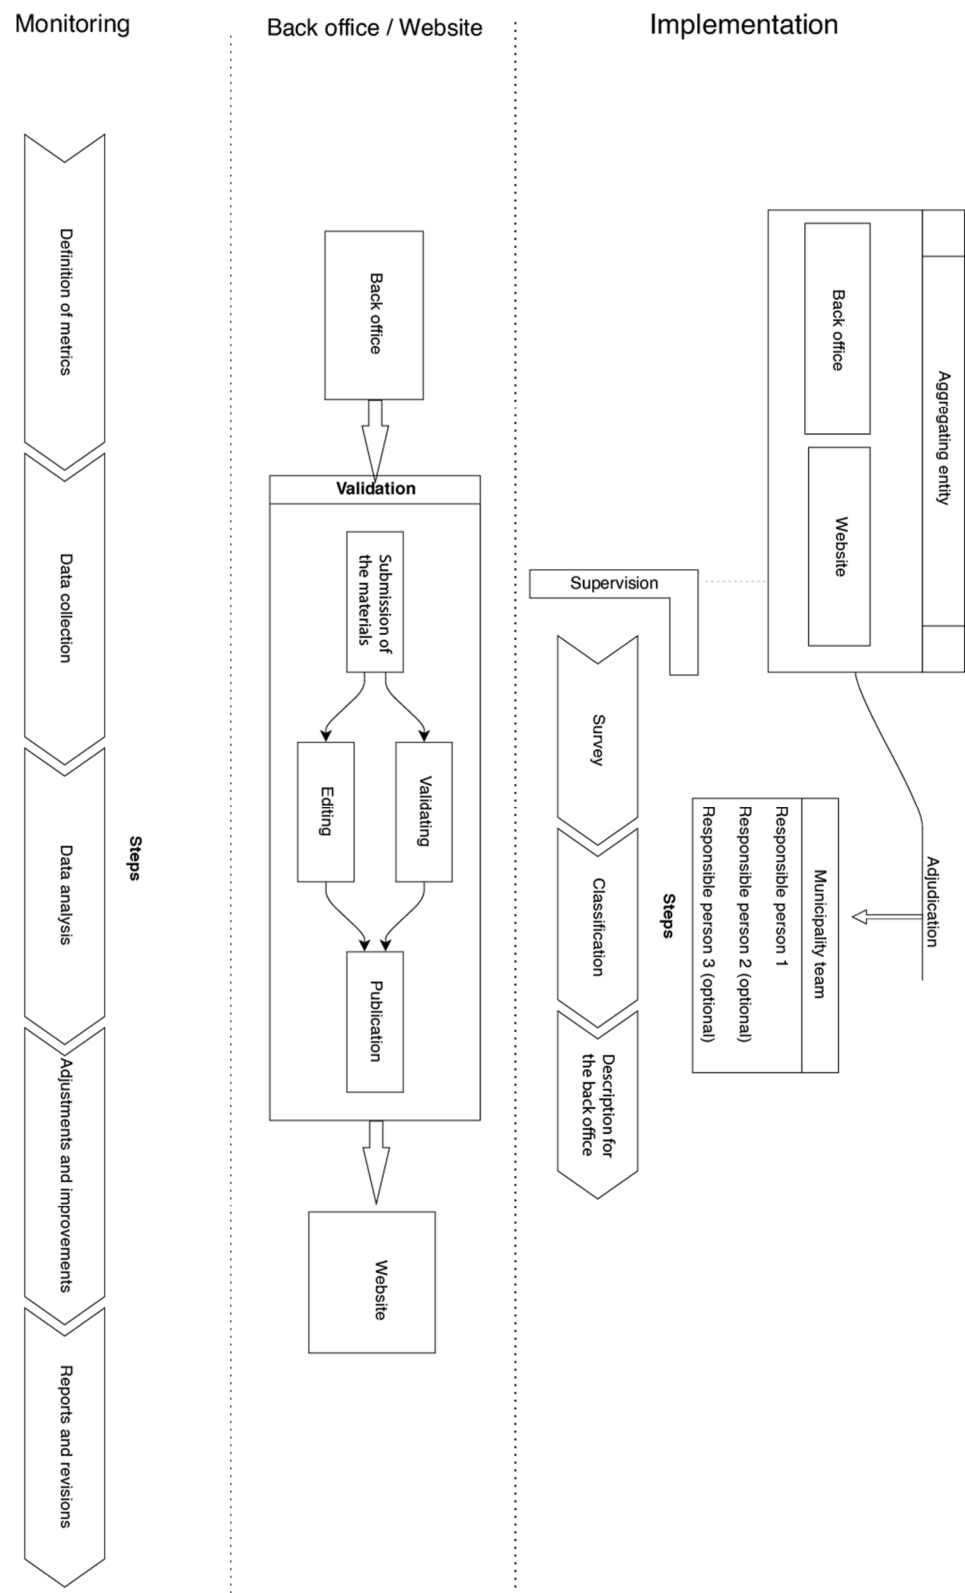 Monitoring
Back office / Website
Implementation
Definition of metrics
Data collection
Data analysis
Adjustments and improvements
Reports and revisions
Steps
Back office
Validation
Submission of
the materials
Editing
Validating
Publication
Website
Aggregating entity
Back office
Website
Supervision
Adjudication
Municipality team
Responsible person 1
Responsible person 2 (optional)
Responsible person 3 (optional)
Steps
Survey
Classification
Description for
the back office